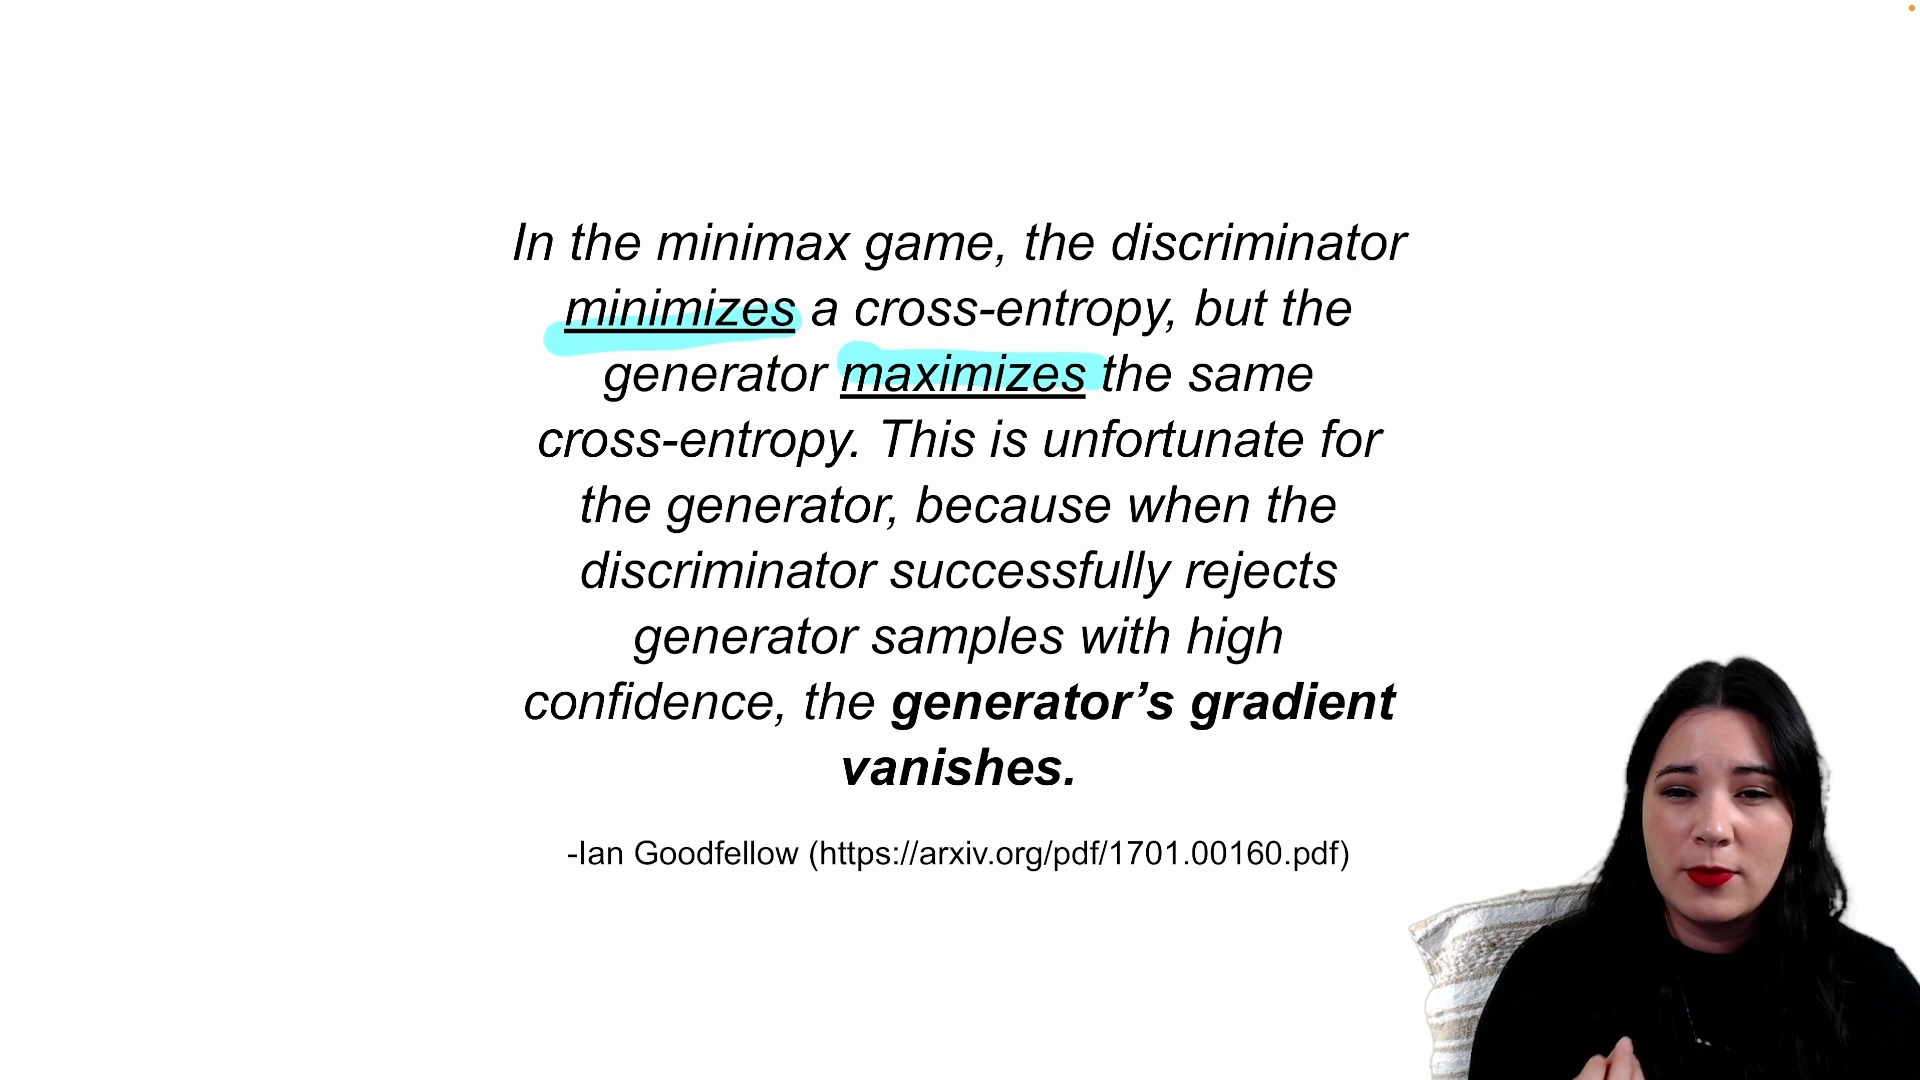 In the minimax game, the discriminator
minimizes a cross-entropy, but the
generator maximizes the same
cross-entropy. This is unfortunate for
the generator, because when the
discriminator successfully rejects
generator samples with high
confidence, the generator’s gradient
vanishes.
-Ian Goodfellow (https://arxiv.org/pdf/1701.00160.pdf)